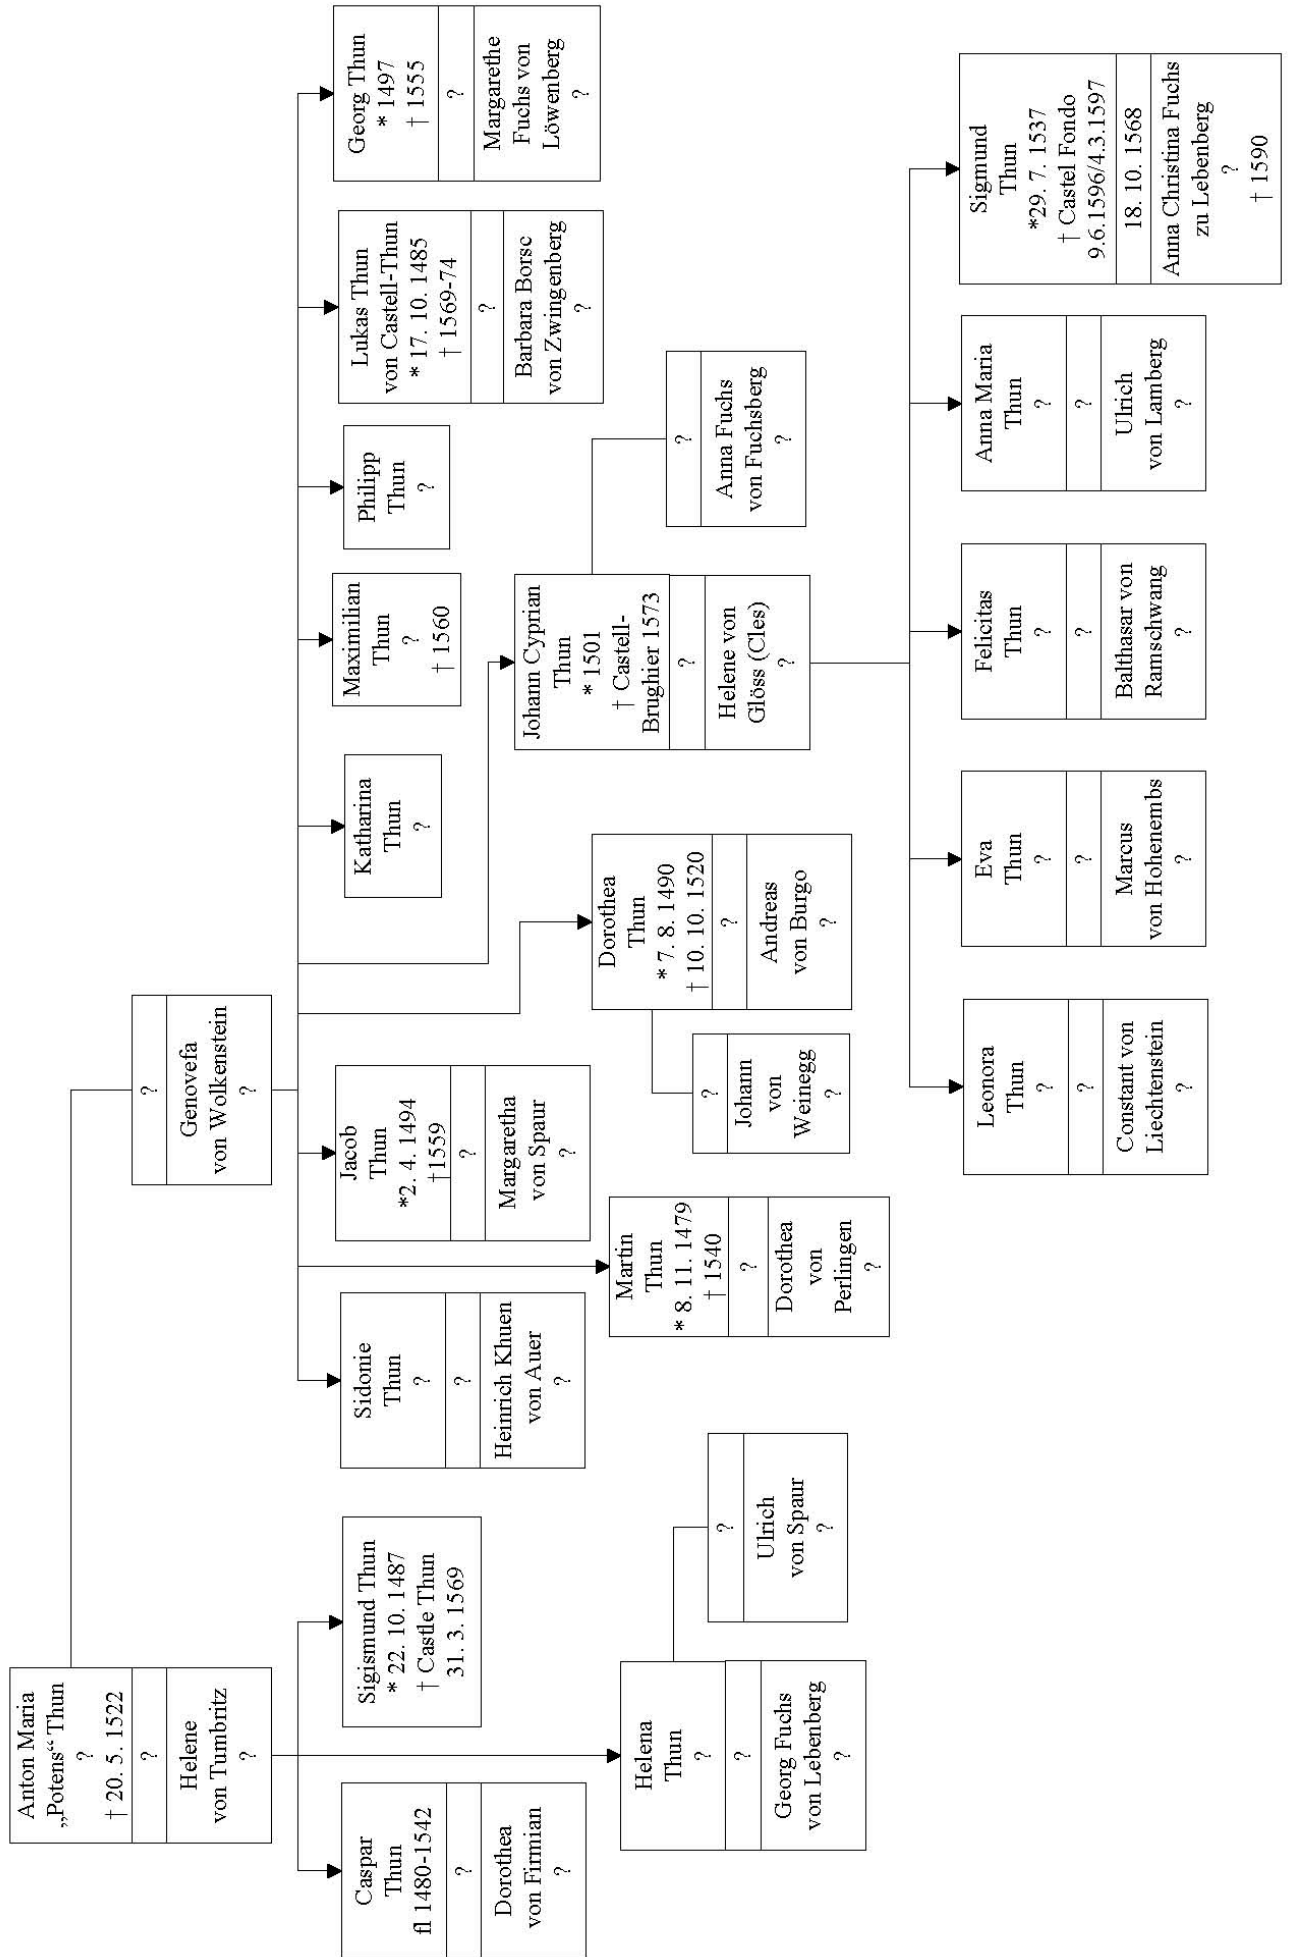 Anton Maria
„Potens“ Thun
?
† 20. 5. 1522
?
Helene
von Tumbritz
?
?
Genovefa
von Wolkenstein
?
Caspar
Thun
fl 1480-1542
?
Dorothea
von Firmian
?
Sigismund Thun
* 22. 10. 1487
† Castle Thun
31. 3. 1569
Helena
Thun
?
?
Georg Fuchs
von Lebenberg
?
?
Ulrich
von Spaur
?
Sidonie
Thun
?
?
Heinrich Khuen
von Auer
?
Martin
Thun
* 8. 11. 1479
† 1540
?
Dorothea
von
Perlingen
?
Jacob
Thun
*2. 4. 1494
†1559
?
Margaretha
von Spaur
?
Dorothea
Thun
* 7. 8. 1490
† 10. 10. 1520
?
Andreas
von Burgo
?
?
Johann
von
Weinegg
?
Katharina
Thun
?
Johann Cyprian
Thun
* 1501
† Castell-
Brughier 1573
?
Helene von
Glöss (Cles)
?
?
Anna Fuchs
von Fuchsberg
?
Maximilian
Thun
?
† 1560
Philipp
Thun
?
Lukas Thun
von Castell-Thun
* 17. 10. 1485
† 1569-74
?
Barbara Borsc
von Zwingenberg
?
Georg Thun
* 1497
† 1555
?
Margarethe
Fuchs von
Löwenberg
?
Leonora
Thun
?
?
Constant von
Liechtenstein
?
Eva
Thun
?
?
Marcus
von Hohenembs
?
Felicitas
Thun
?
?
Balthasar von
Ramschwang
?
Anna Maria
Thun
?
?
Ulrich
von Lamberg
?
Sigmund
Thun
*29. 7. 1537
† Castel Fondo
9.6.1596/4.3.1597
18. 10. 1568
Anna Christina Fuchs
zu Lebenberg
?
† 1590